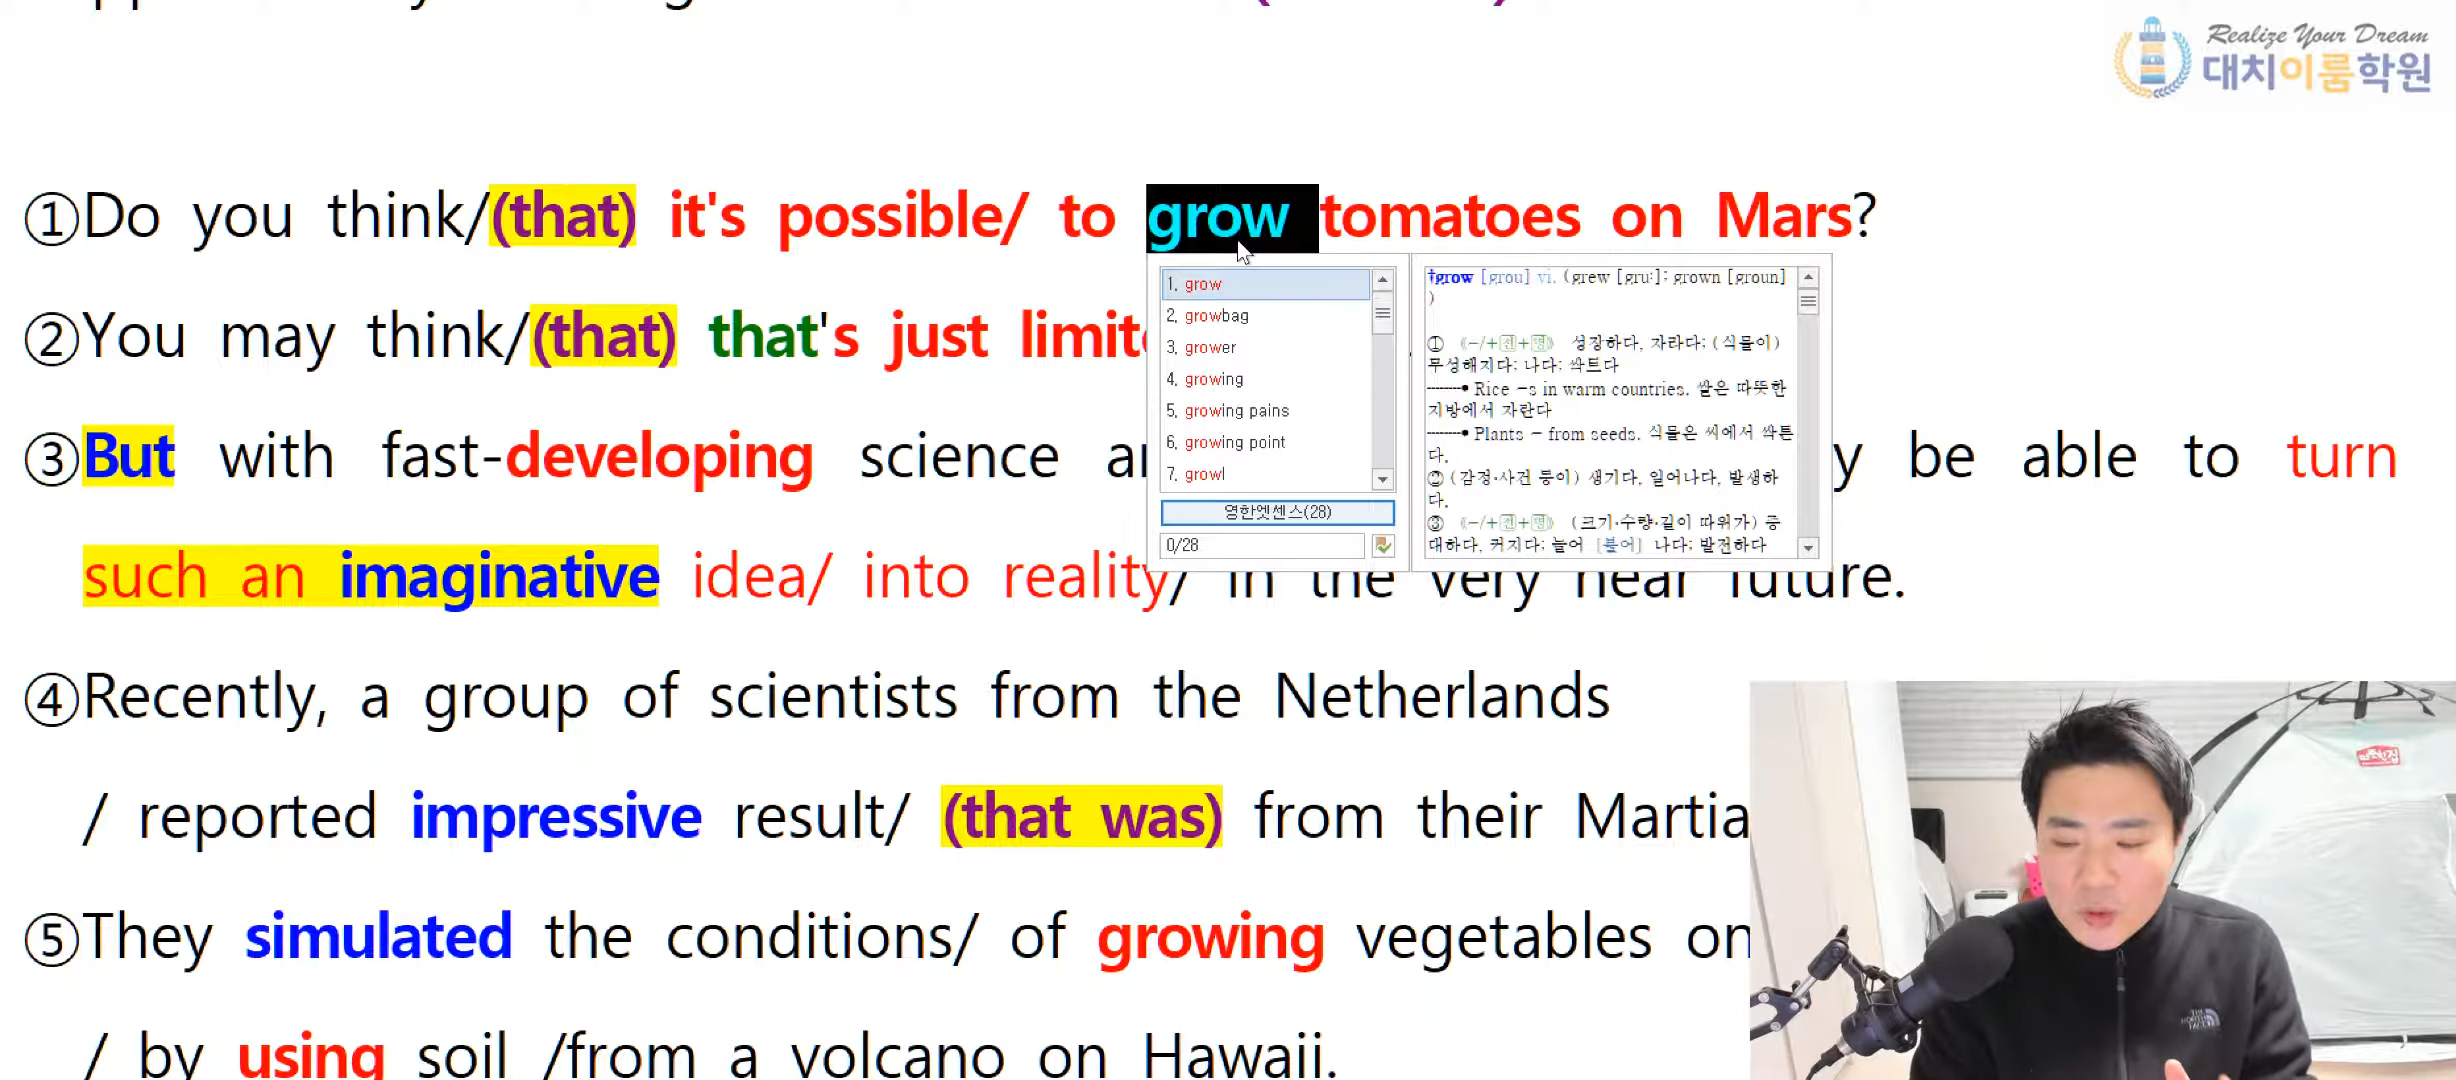 Realize Your Dream
대치이룸학원
①Do you think/(that) it's possible/ to grow tomatoes on Mars?
②You may think/(that) that's just
③But with fast-developing science be able to turn
such an imaginative idea/ into reality/ in the very near future.
④Recently, a group of scientists from the Netherlands
/ reported impressive result/ (that was) from their
⑤They simulated the conditions/ of growing vegetables on
/ by using soil /from a volcano on Hawaii.
1. grow
2. growbag
3. grower
4. growing
5. growing pains
6. growing point
7. growl
영한엣센스(28)
0/28
†grow [grou] vi. (grew [gruː]; grown [groun]
)
① 《─/+전+명》 성장하다, 자라다; (식물이)
무성해지다; 나다; 싹트다
--------• Rice ─s in warm countries. 쌀은 따뜻한
지방에서 자란다
--------• Plants ─ from seeds. 식물은 씨에서 싹튼
다.
② (감정·사건 등이) 생기다, 일어나다, 발생하
다.
③ 《─/+전+명》 (크기·수량·길이 따위가) 증
대하다, 커지다; 늘어 [불어] 나다; 발전하다
THE NORTH FACE